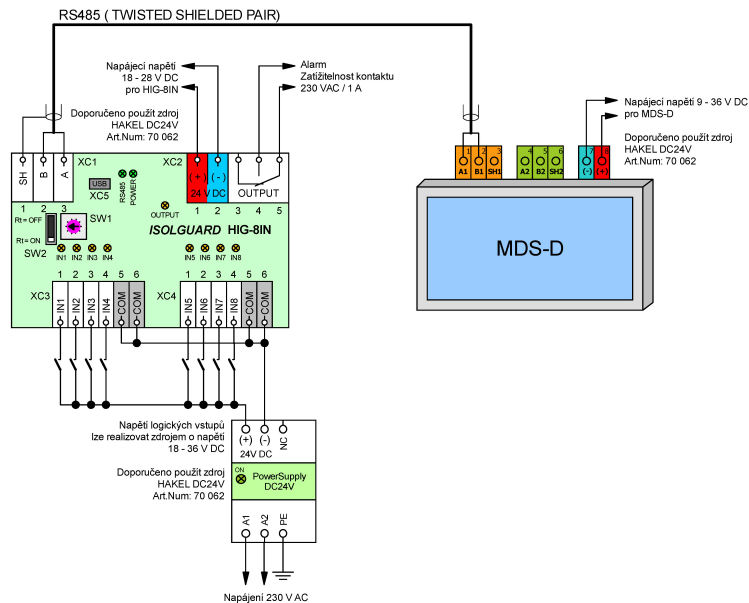 RS485 ( TWISTED SHIELDED PAIR)
Napájecí napětí
18 - 28 V DC
pro HIG-8IN
Alarm
Zatížitelnost kontaktu
230 VAC / 1 A
Doporučeno použít zdroj
HAKEL DC24V
Art.Num: 70 062
Napájecí napětí 9 - 36 V DC
pro MDS-D
Doporučeno použít zdroj
HAKEL DC24V
Art.Num: 70 062
SH B A XC1
XC2 (+) (-)
24 V DC OUTPUT
USB
XC5
RS485 POWER
OUTPUT
1 2 3
1 2 3 4 5
Rt= OFF
Rt= ON
SW1
SW2
ISOLGUARD HIG-8IN
IN1 IN2 IN3 IN4
IN5 IN6 IN7 IN8
1 2 3 4 5 6
1 2 3 4 5 6
XC3 IN1 IN2 IN3 IN4 COM COM
XC4 IN5 IN6 IN7 IN8 COM COM
1 2 3 4 5 6 7 8
A1 B1 SH1 A2 B2 SH2 (-) (+)
MDS-D
Napětí logických vstupů
lze realizovat zdrojem o napětí
18 - 36 V DC
(+) (-) NC
24V DC
Doporučeno použít zdroj
HAKEL DC24V
Art.Num: 70 062
ON
PowerSupply
DC24V
A1 A2 PE
Napájení 230 V AC